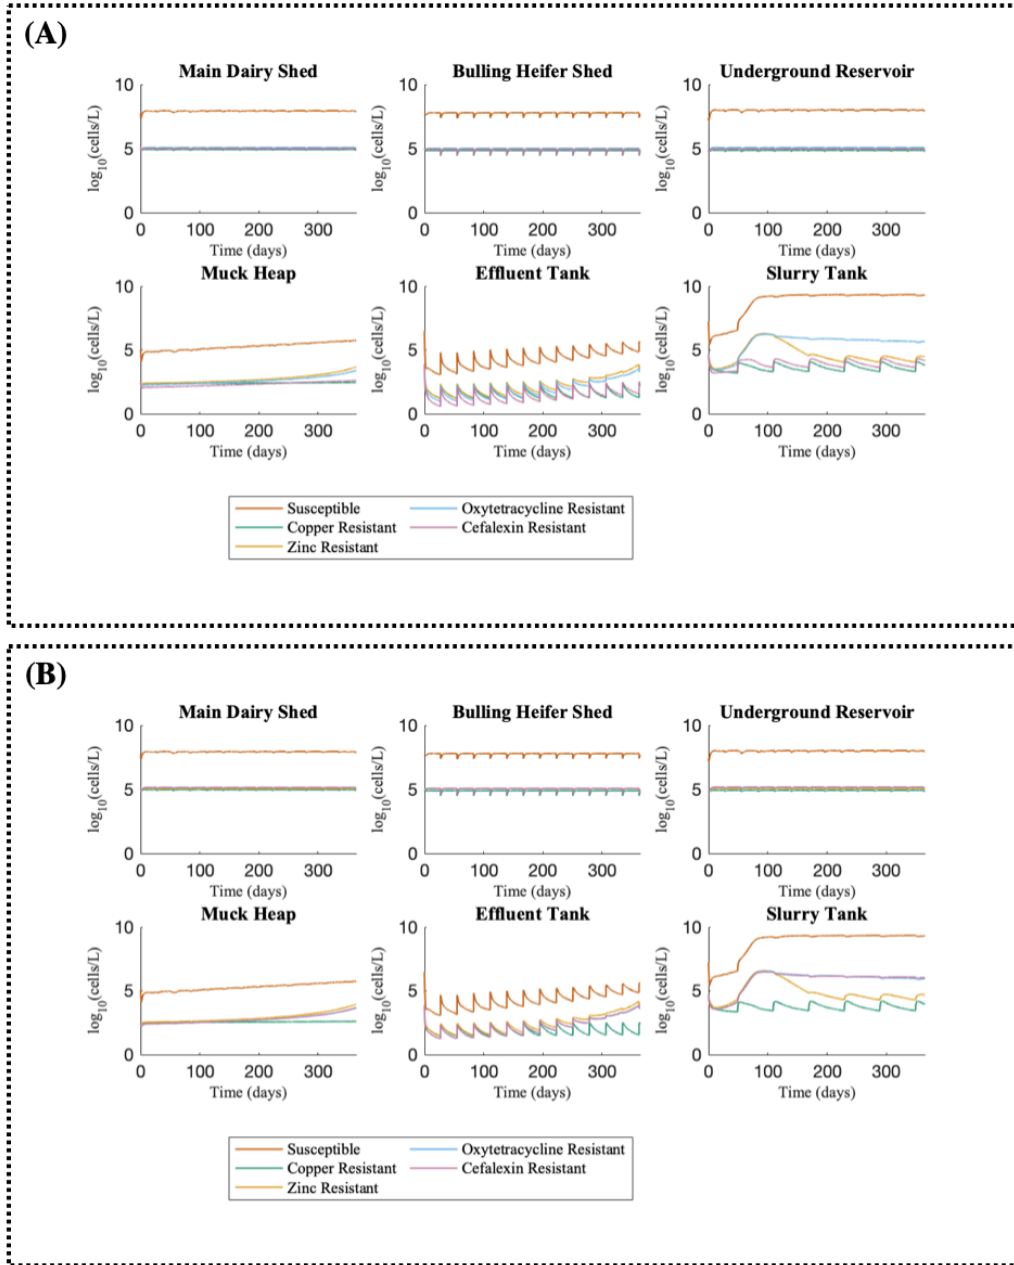 (A)
Main Dairy Shed
Bulling Heifer Shed
Underground Reservoir
10
5
0
log10(cells/L)
0 100 200 300
Time (days)
10
5
0
log10(cells/L)
0 100 200 300
Time (days)
10
5
0
log10(cells/L)
0 100 200 300
Time (days)
Muck Heap
Effluent Tank
Slurry Tank
10
5
0
log10(cells/L)
0 100 200 300
Time (days)
10
5
0
log10(cells/L)
0 100 200 300
Time (days)
10
5
0
log10(cells/L)
0 100 200 300
Time (days)
Susceptible
Copper Resistant
Zinc Resistant
Oxytetracycline Resistant
Cefalexin Resistant
(B)
Main Dairy Shed
Bulling Heifer Shed
Underground Reservoir
10
5
0
log10(cells/L)
0 100 200 300
Time (days)
10
5
0
log10(cells/L)
0 100 200 300
Time (days)
10
5
0
log10(cells/L)
0 100 200 300
Time (days)
Muck Heap
Effluent Tank
Slurry Tank
10
5
0
log10(cells/L)
0 100 200 300
Time (days)
10
5
0
log10(cells/L)
0 100 200 300
Time (days)
10
5
0
log10(cells/L)
0 100 200 300
Time (days)
Susceptible
Copper Resistant
Zinc Resistant
Oxytetracycline Resistant
Cefalexin Resistant